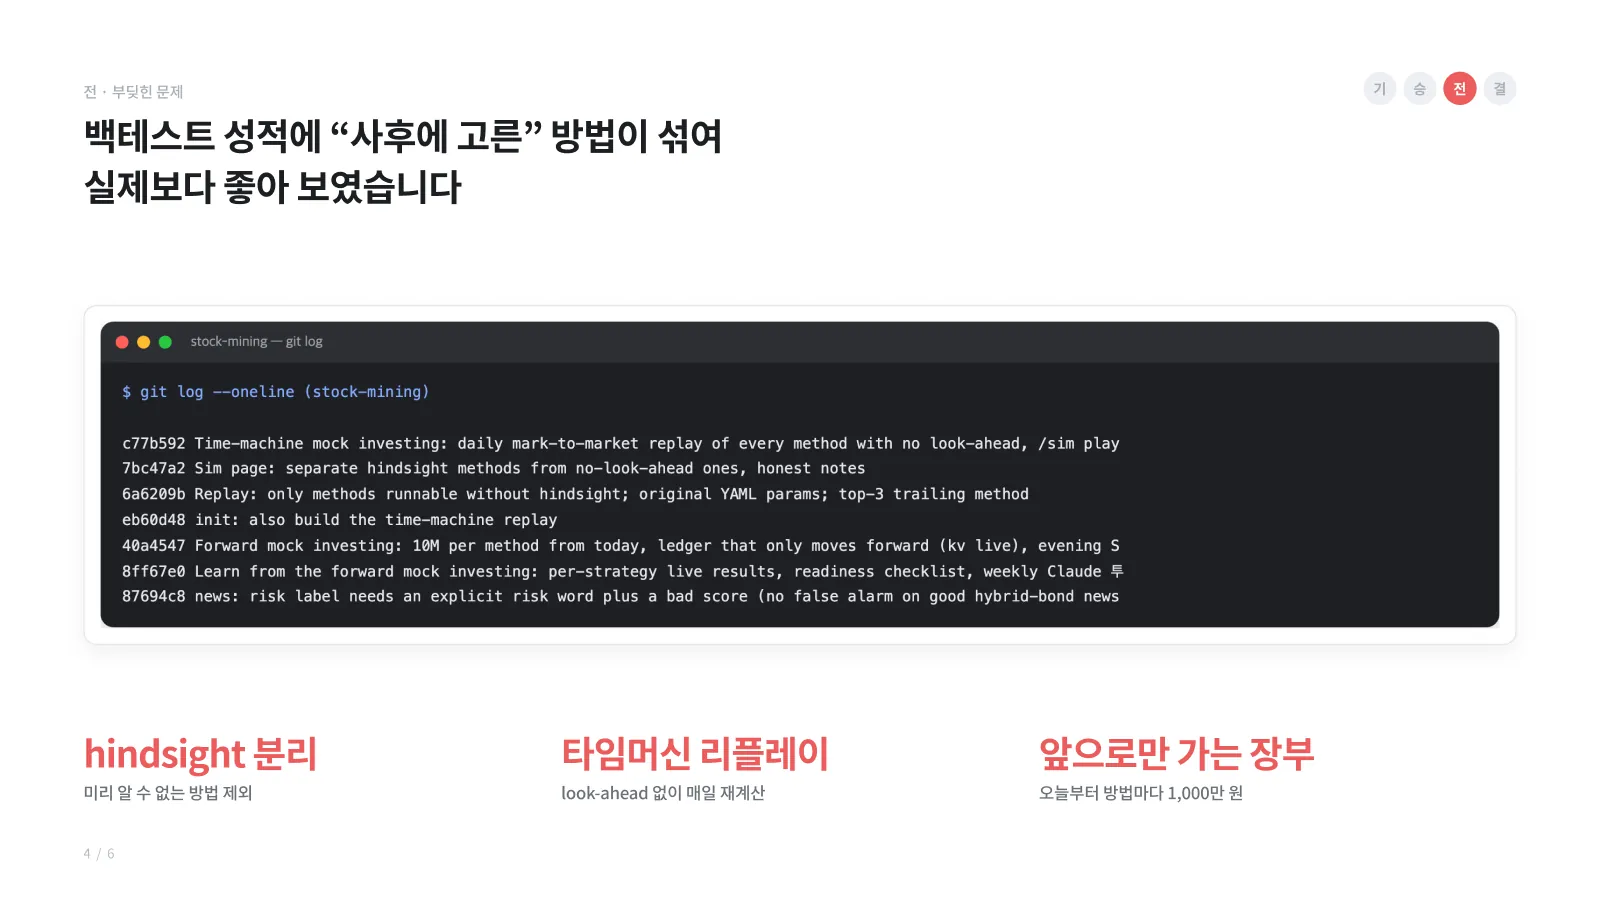 전 · 부딪힌 문제
기 승 전 결
백테스트 성적에 “사후에 고른” 방법이 섞여
실제보다 좋아 보였습니다
stock-mining — git log
$ git log --oneline (stock-mining)
c77b592 Time-machine mock investing: daily mark-to-market replay of every method with no look-ahead, /sim play
7bc47a2 Sim page: separate hindsight methods from no-look-ahead ones, honest notes
6a6209b Replay: only methods runnable without hindsight; original YAML params; top-3 trailing method
eb60d48 init: also build the time-machine replay
40a4547 Forward mock investing: 10M per method from today, ledger that only moves forward (kv live), evening S
8ff67e0 Learn from the forward mock investing: per-strategy live results, readiness checklist, weekly Claude 투
87694c8 news: risk label needs an explicit risk word plus a bad score (no false alarm on good hybrid-bond news
hindsight 분리
미리 알 수 없는 방법 제외
타임머신 리플레이
look-ahead 없이 매일 재계산
앞으로만 가는 장부
오늘부터 방법마다 1,000만 원
4 / 6